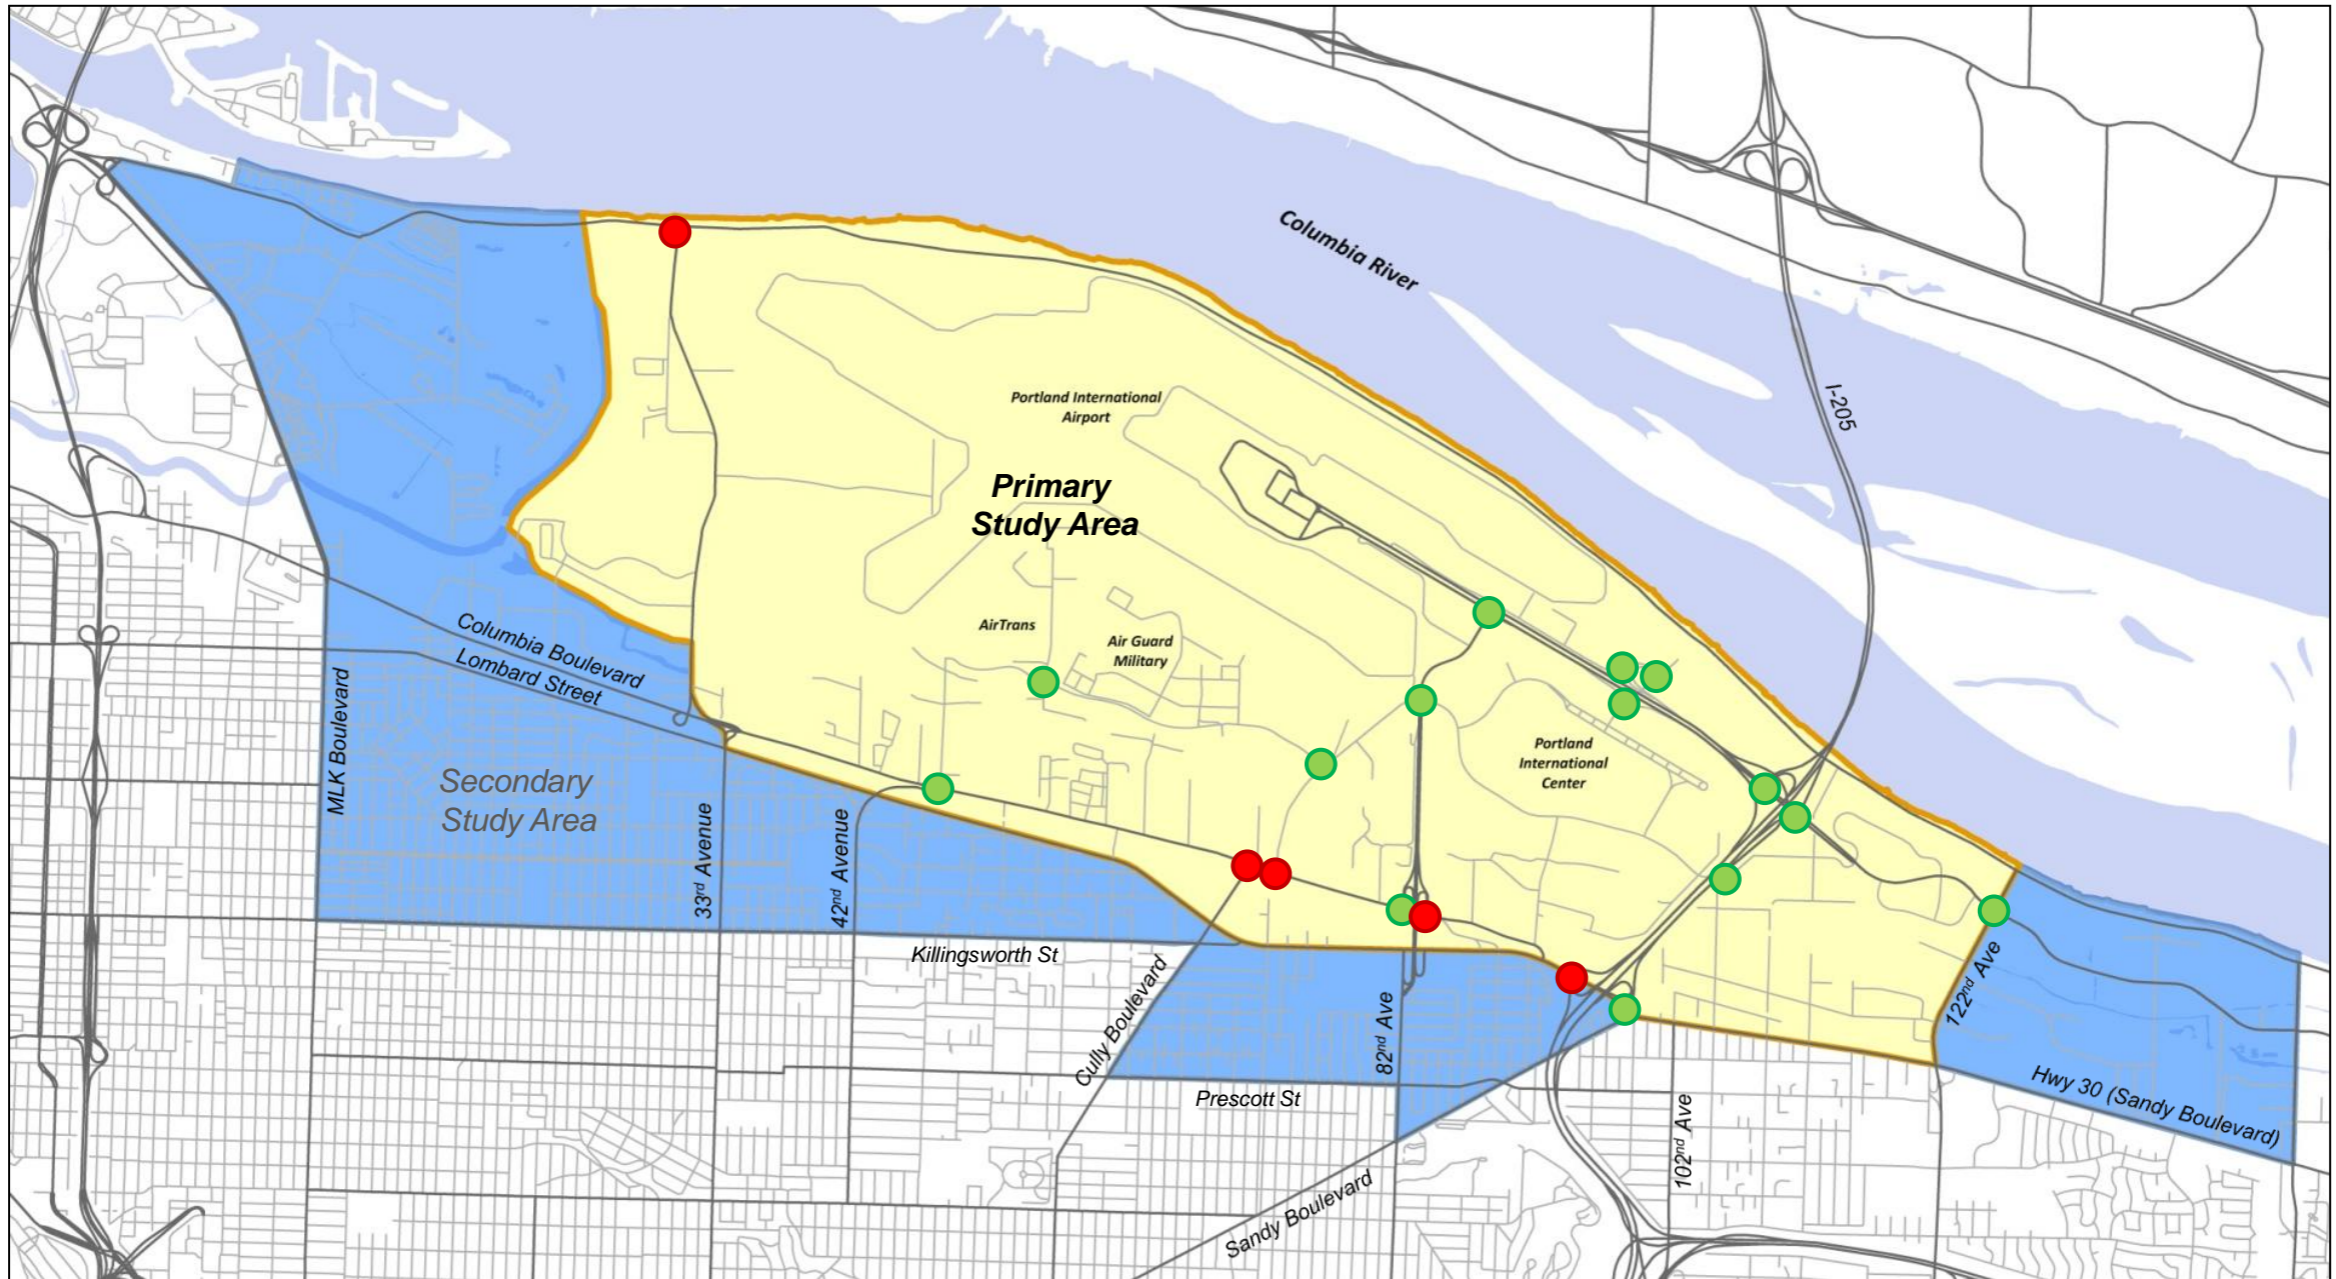 Columbia River
I-205
Portland International
Airport
Primary
Study Area
AirTrans
Air Guard
Military
Columbia Boulevard
Lombard Street
MLK Boulevard
Secondary
Study Area
33rd Avenue
42nd Avenue
Portland
International
Center
Killingsworth St
Cully Boulevard
82nd Ave
122nd Ave
Prescott St
102nd Ave
Hwy 30 (Sandy Boulevard)
Sandy Boulevard